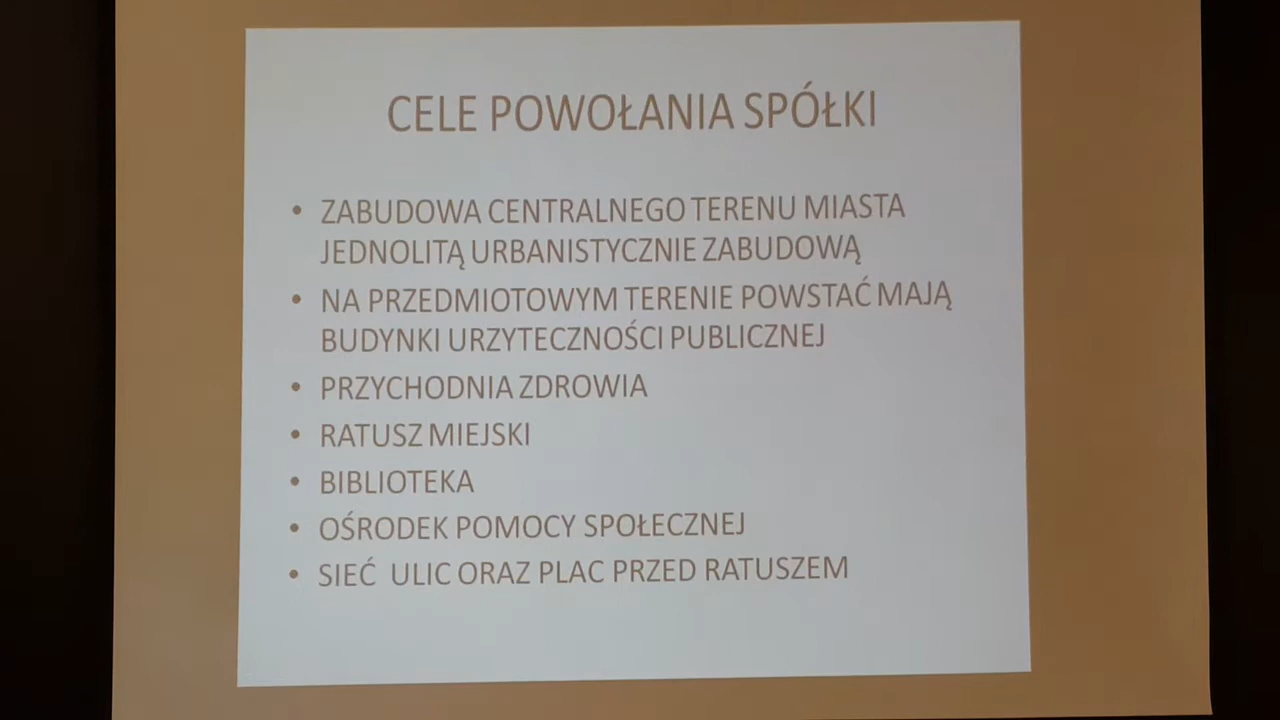 CELE POWOŁANIA SPÓŁKI
• ZABUDOWA CENTRALNEGO TERENU MIASTA
JEDNOLITĄ URBANISTYCZNIE ZABUDOWĄ
• NA PRZEDMIOTOWYM TERENIE POWSTAĆ MAJĄ
BUDYNKI URZYTECZNOŚCI PUBLICZNEJ
• PRZYCHODNIA ZDROWIA
• RATUSZ MIEJSKI
• BIBLIOTEKA
• OŚRODEK POMOCY SPOŁECZNEJ
• SIEĆ ULIC ORAZ PLAC PRZED RATUSZEM